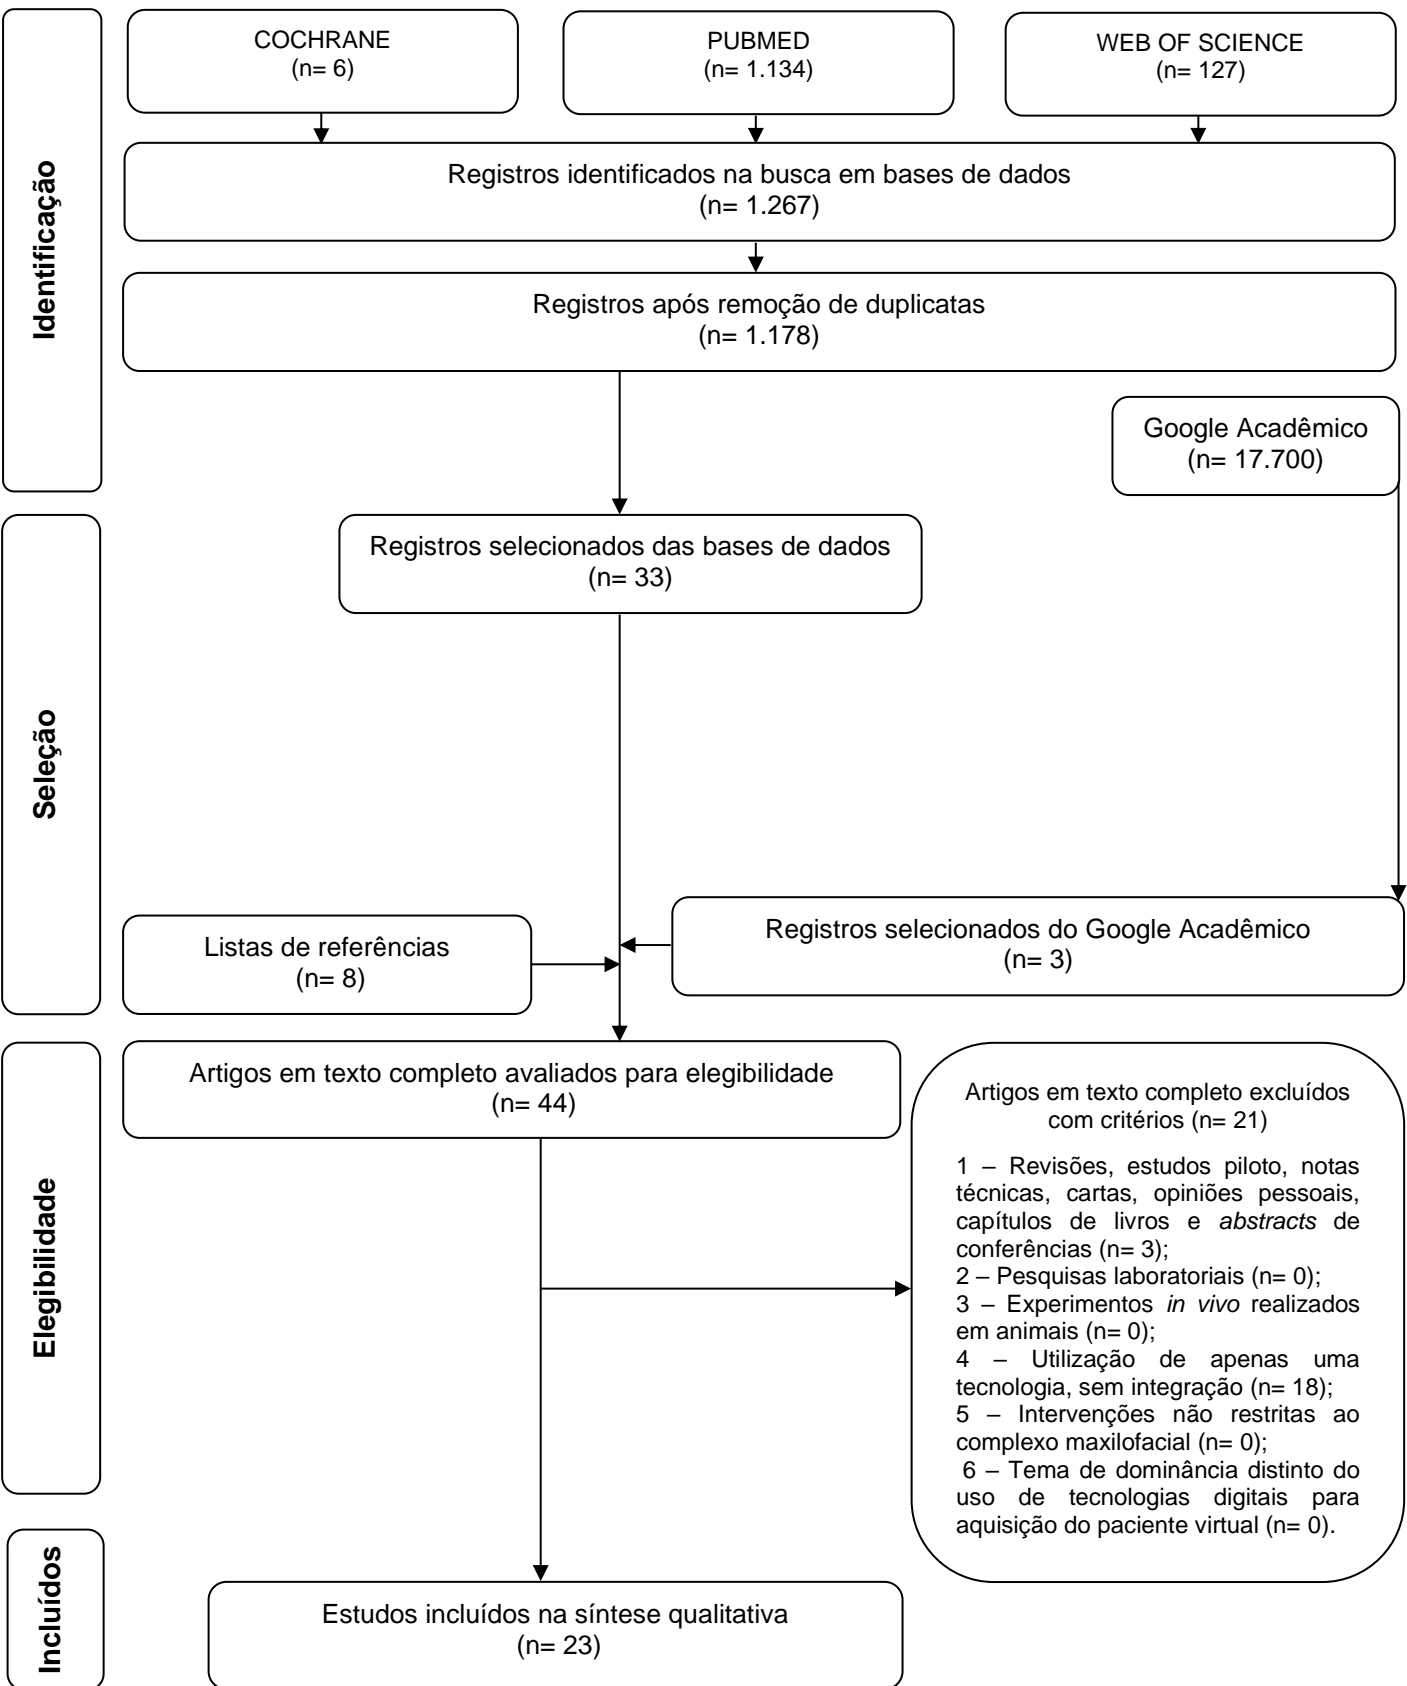 Identificação
COCHRANE
(n= 6)
PUBMED
(n= 1.134)
WEB OF SCIENCE
(n= 127)
Registros identificados na busca em bases de dados
(n= 1.267)
Registros após remoção de duplicatas
(n= 1.178)
Google Acadêmico
(n= 17.700)
Seleção
Registros selecionados das bases de dados
(n= 33)
Listas de referências
(n= 8)
Registros selecionados do Google Acadêmico
(n= 3)
Elegibilidade
Artigos em texto completo avaliados para elegibilidade
(n= 44)
Artigos em texto completo excluídos
com critérios (n= 21)
1 – Revisões, estudos piloto, notas
técnicas, cartas, opiniões pessoais,
capítulos de livros e abstracts de
conferências (n= 3);
2 – Pesquisas laboratoriais (n= 0);
3 – Experimentos in vivo realizados
em animais (n= 0);
4 – Utilização de apenas uma
tecnologia, sem integração (n= 18);
5 – Intervenções não restritas ao
complexo maxilofacial (n= 0);
6 – Tema de dominância distinto do
uso de tecnologias digitais para
aquisição do paciente virtual (n= 0).
Incluídos
Estudos incluídos na síntese qualitativa
(n= 23)